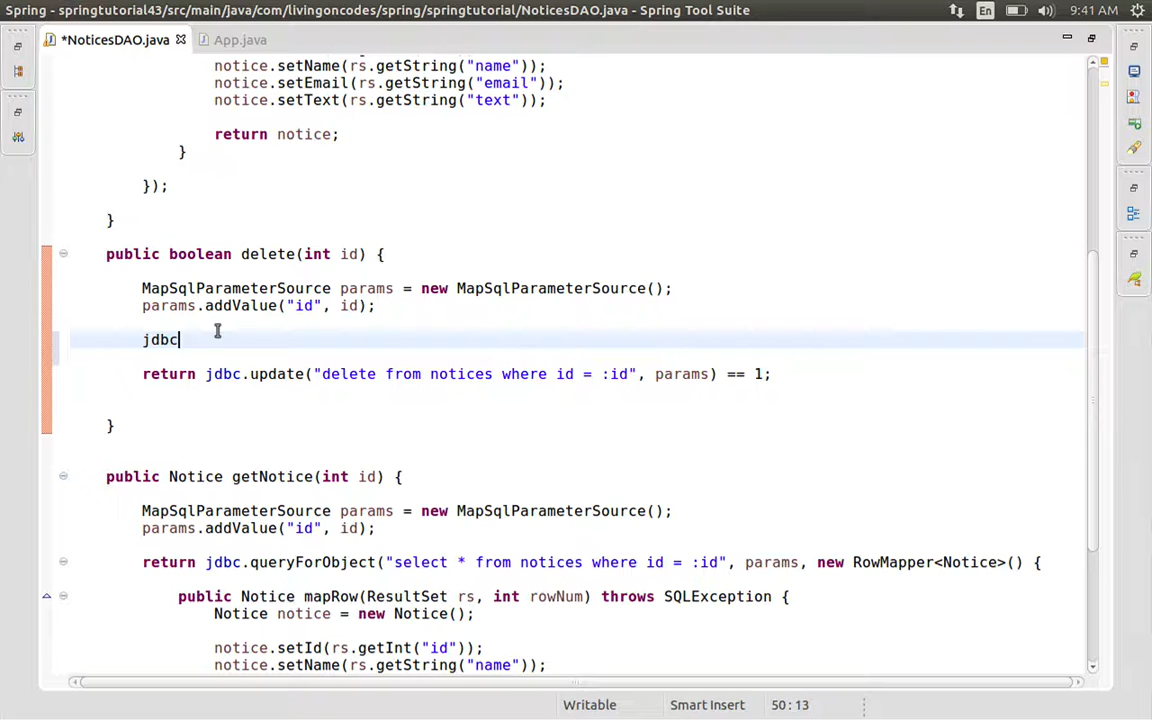 Spring - springtutorial43/src/main/java/com/livingoncodes/spring/springtutorial/NoticesDAO.java - Spring Tool Suite
En
9:41 AM
*NoticesDAO.java
App.java
notice.setName(rs.getString("name"));
notice.setEmail(rs.getString("email"));
notice.setText(rs.getString("text"));
return notice;
}
});
}
public boolean delete(int id) {
MapSqlParameterSource params = new MapSqlParameterSource();
params.addValue("id", id);
jdbc
return jdbc.update("delete from notices where id = :id", params) == 1;
}
public Notice getNotice(int id) {
MapSqlParameterSource params = new MapSqlParameterSource();
params.addValue("id", id);
return jdbc.queryForObject("select * from notices where id = :id", params, new RowMapper<Notice>() {
public Notice mapRow(ResultSet rs, int rowNum) throws SQLException {
Notice notice = new Notice();
notice.setId(rs.getInt("id"));
notice.setName(rs.getString("name"));
Writable
Smart Insert
50 : 13